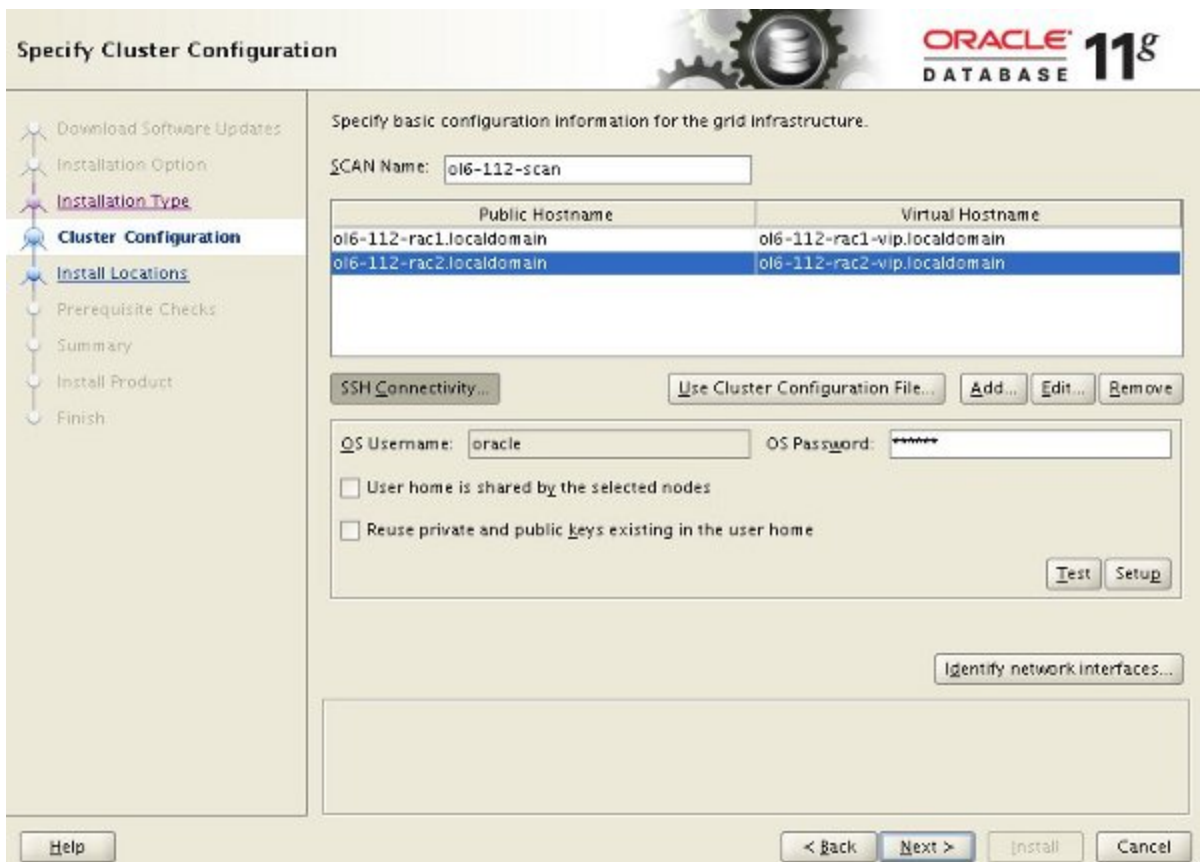 Specify Cluster Configuration
ORACLE
DATABASE
11g
Download Software Updates
Installation Option
Installation Type
Cluster Configuration
Install Locations
Prerequisite Checks
Summary
Install Product
Finish
Specify basic configuration information for the grid infrastructure.
SCAN Name: ol6-112-scan
Public Hostname Virtual Hostname
ol6-112-rac1.localdomain ol6-112-rac1-vip.localdomain
ol6-112-rac2.localdomain ol6-112-rac2-vip.localdomain
SSH Connectivity... Use Cluster Configuration File... Add... Edit... Remove
OS Username: oracle OS Password: ******
User home is shared by the selected nodes
Reuse private and public keys existing in the user home
Test Setup
Identify network interfaces...
Help < Back Next > Install Cancel